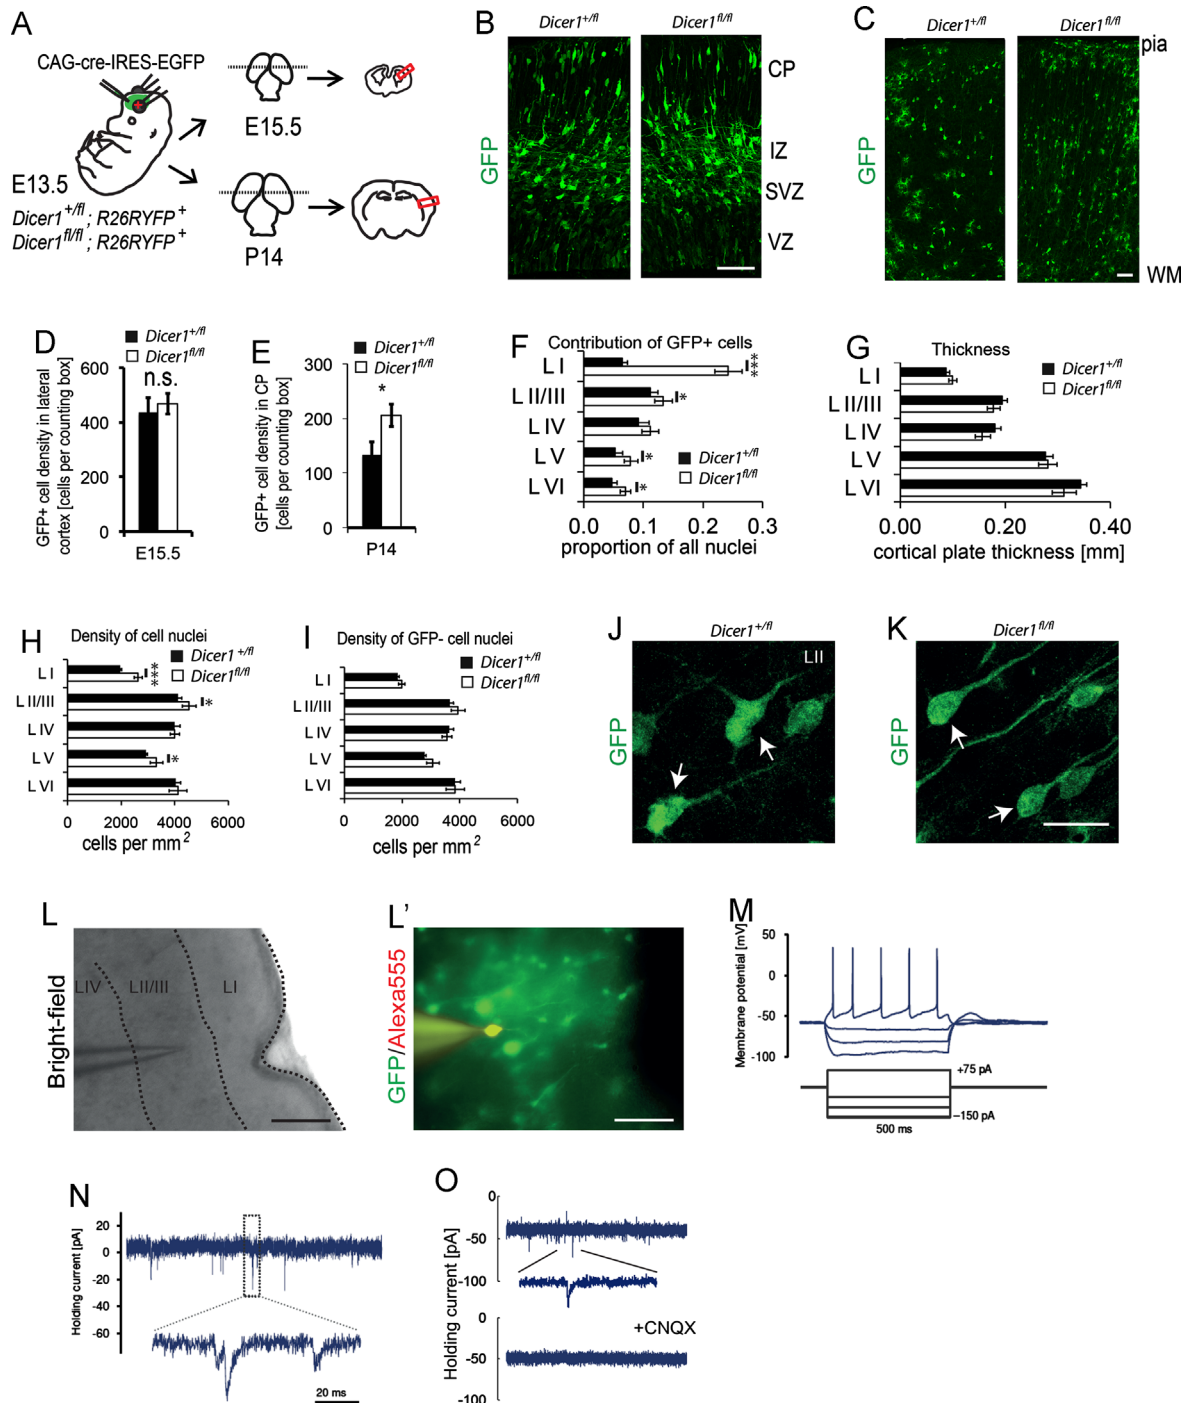 A
CAG-cre-IRES-EGFP
E15.5
E13.5
Dicer1+/fl; R26RYFP+
Dicer1fl/fl; R26RYFP+
P14
B
Dicer1+/fl
Dicer1fl/fl
GFP
CP
IZ
SVZ
VZ
C
Dicer1+/fl
Dicer1fl/fl
GFP
pia
WM
D
Dicer1+/fl
Dicer1fl/fl
n.s.
GFP+ cell density in lateral
cortex [cells per counting box]
600
400
200
0
E15.5
E
Dicer1+/fl
Dicer1fl/fl
*
GFP+ cell density in CP
[cells per counting box]
300
200
100
0
P14
F
Contribution of GFP+ cells
L I
***
L II/III
*
L IV
L V
*
L VI
*
Dicer1+/fl
Dicer1fl/fl
0 0.1 0.2 0.3
proportion of all nuclei
G
Thickness
Dicer1+/fl
Dicer1fl/fl
L I
L II/III
L IV
L V
L VI
0.00 0.20 0.40
cortical plate thickness [mm]
H
Density of cell nuclei
Dicer1+/fl
Dicer1fl/fl
L I
***
L II/III
*
L IV
L V
*
L VI
0 2000 4000 6000
cells per mm2
I
Density of GFP- cell nuclei
Dicer1+/fl
Dicer1fl/fl
L I
L II/III
L IV
L V
L VI
0 2000 4000 6000
cells per mm2
J
Dicer1+/fl
LII
GFP
K
Dicer1fl/fl
GFP
L
Bright-field
LIV
LII/III
LI
L’
GFP/Alexa555
M
Membrane potential [mV]
50
0
-50
-100
+75 pA
−150 pA
500 ms
N
Holding current [pA]
20
0
-20
-40
-60
20 ms
O
Holding current [pA]
0
-50
-100
+CNQX
0
-50
-100